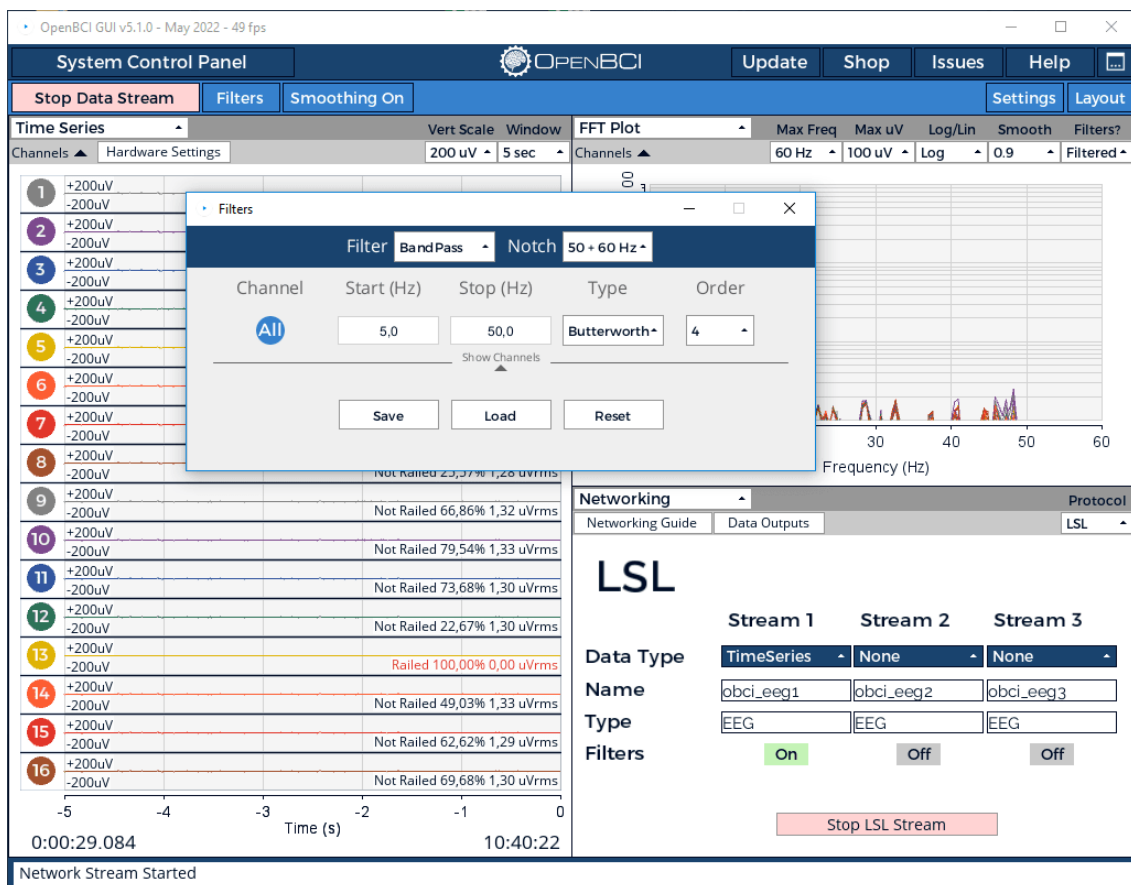 OpenBCI GUI v5.1.0 - May 2022 - 49 fps
System Control Panel
OPENBCI
Update Shop Issues Help
Stop Data Stream Filters Smoothing On
Settings Layout
Time Series
Vert Scale Window
Channels Hardware Settings
200 uV 5 sec
FFT Plot
Max Freq Max uV Log/Lin Smooth Filters?
Channels
60 Hz 100 uV Log 0.9 Filtered
1 +200uV
-200uV
2 +200uV
-200uV
3 +200uV
-200uV
4 +200uV
-200uV
5 +200uV
-200uV
6 +200uV
-200uV
7 +200uV
-200uV
8 +200uV
-200uV Not Railed 25,57% 1,28 uVrms
9 +200uV
-200uV Not Railed 66,86% 1,32 uVrms
10 +200uV
-200uV Not Railed 79,54% 1,33 uVrms
11 +200uV
-200uV Not Railed 73,68% 1,30 uVrms
12 +200uV
-200uV Not Railed 22,67% 1,30 uVrms
13 +200uV
-200uV Railed 100,00% 0,00 uVrms
14 +200uV
-200uV Not Railed 49,03% 1,33 uVrms
15 +200uV
-200uV Not Railed 62,62% 1,29 uVrms
16 +200uV
-200uV Not Railed 69,68% 1,30 uVrms
-5 -4 -3 -2 -1 0
Time (s)
0:00:29.084 10:40:22
Filters
Filter BandPass Notch 50 + 60 Hz
Channel Start (Hz) Stop (Hz) Type Order
All 5,0 50,0 Butterworth 4
Show Channels
Save Load Reset
30 40 50 60
Frequency (Hz)
Networking
Protocol
Networking Guide Data Outputs
LSL
LSL
Stream 1 Stream 2 Stream 3
Data Type TimeSeries None None
Name obci_eeg1 obci_eeg2 obci_eeg3
Type EEG EEG EEG
Filters On Off Off
Stop LSL Stream
Network Stream Started